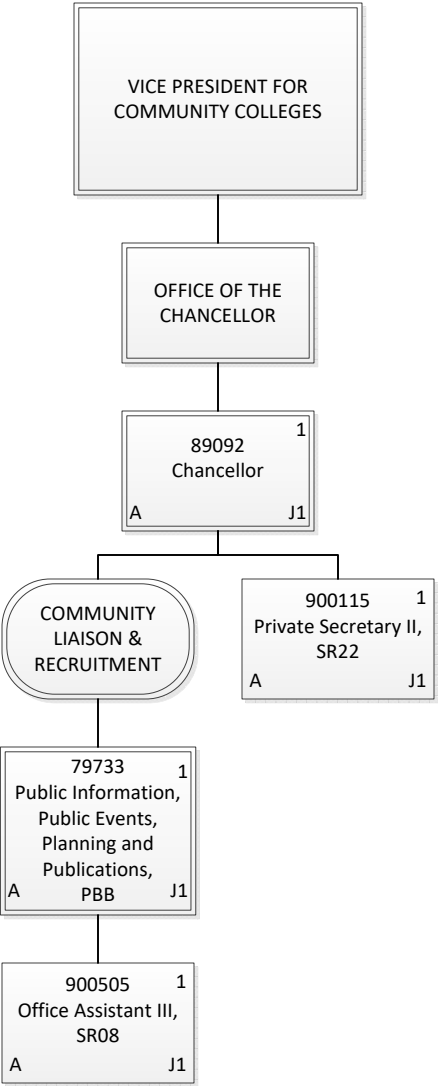 VICE PRESIDENT FOR
COMMUNITY COLLEGES
OFFICE OF THE
CHANCELLOR
1
89092
Chancellor
A J1
COMMUNITY
LIAISON &
RECRUITMENT
900115 1
Private Secretary II,
SR22
A J1
79733 1
Public Information,
Public Events,
Planning and
Publications,
PBB
A J1
900505 1
Office Assistant III,
SR08
A J1